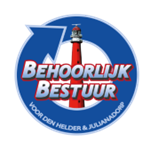 BEHOORLIJK
BESTUUR
VOOR DEN HELDER & JULIANADORP